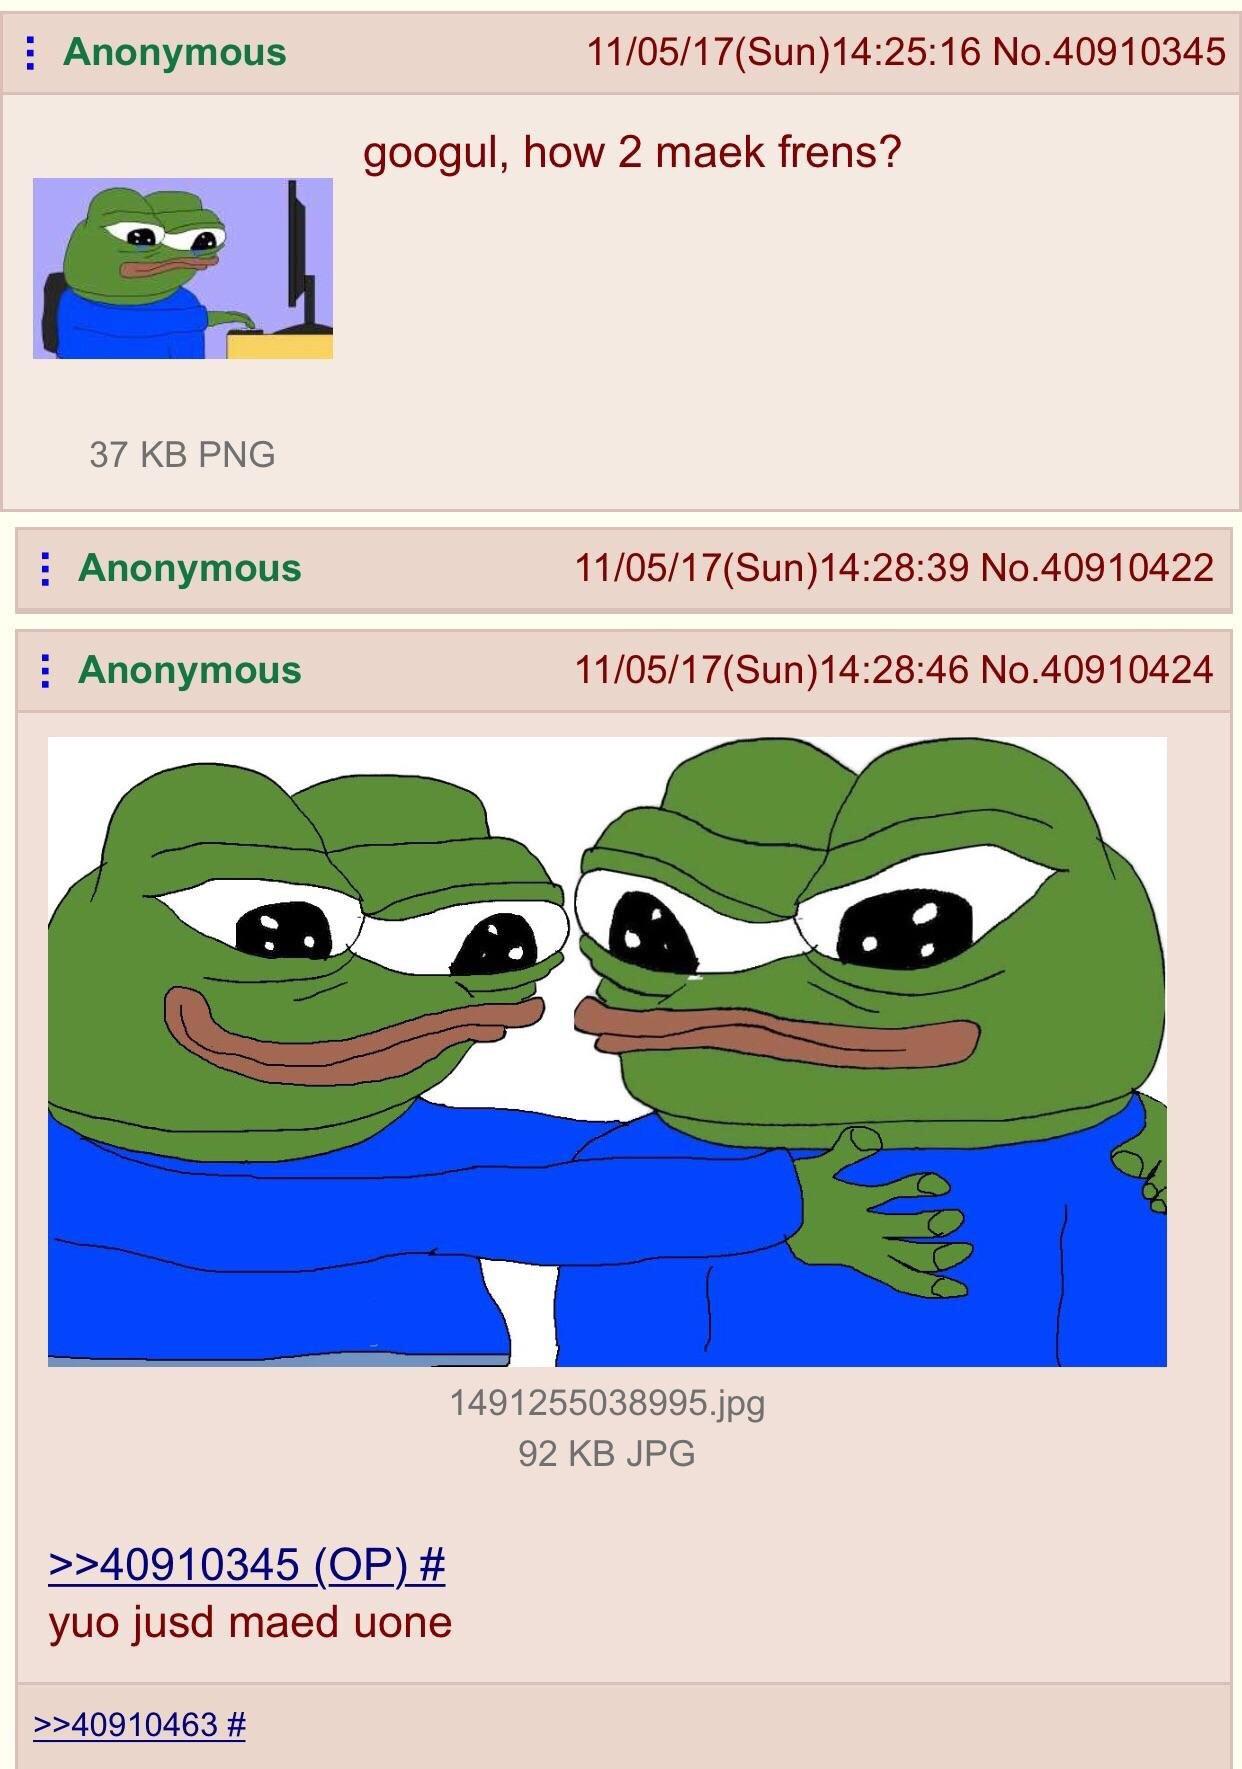 Anonymous 11/05/17(Sun)14:25:16 No.40910345
googul, how 2 maek frens?
37 KB PNG
Anonymous 11/05/17(Sun)14:28:39 No.40910422
Anonymous 11/05/17(Sun)14:28:46 No.40910424
1491255038995.jpg
92 KB JPG
>>40910345 (OP) #
yuo jusd maed uone
>>40910463 #